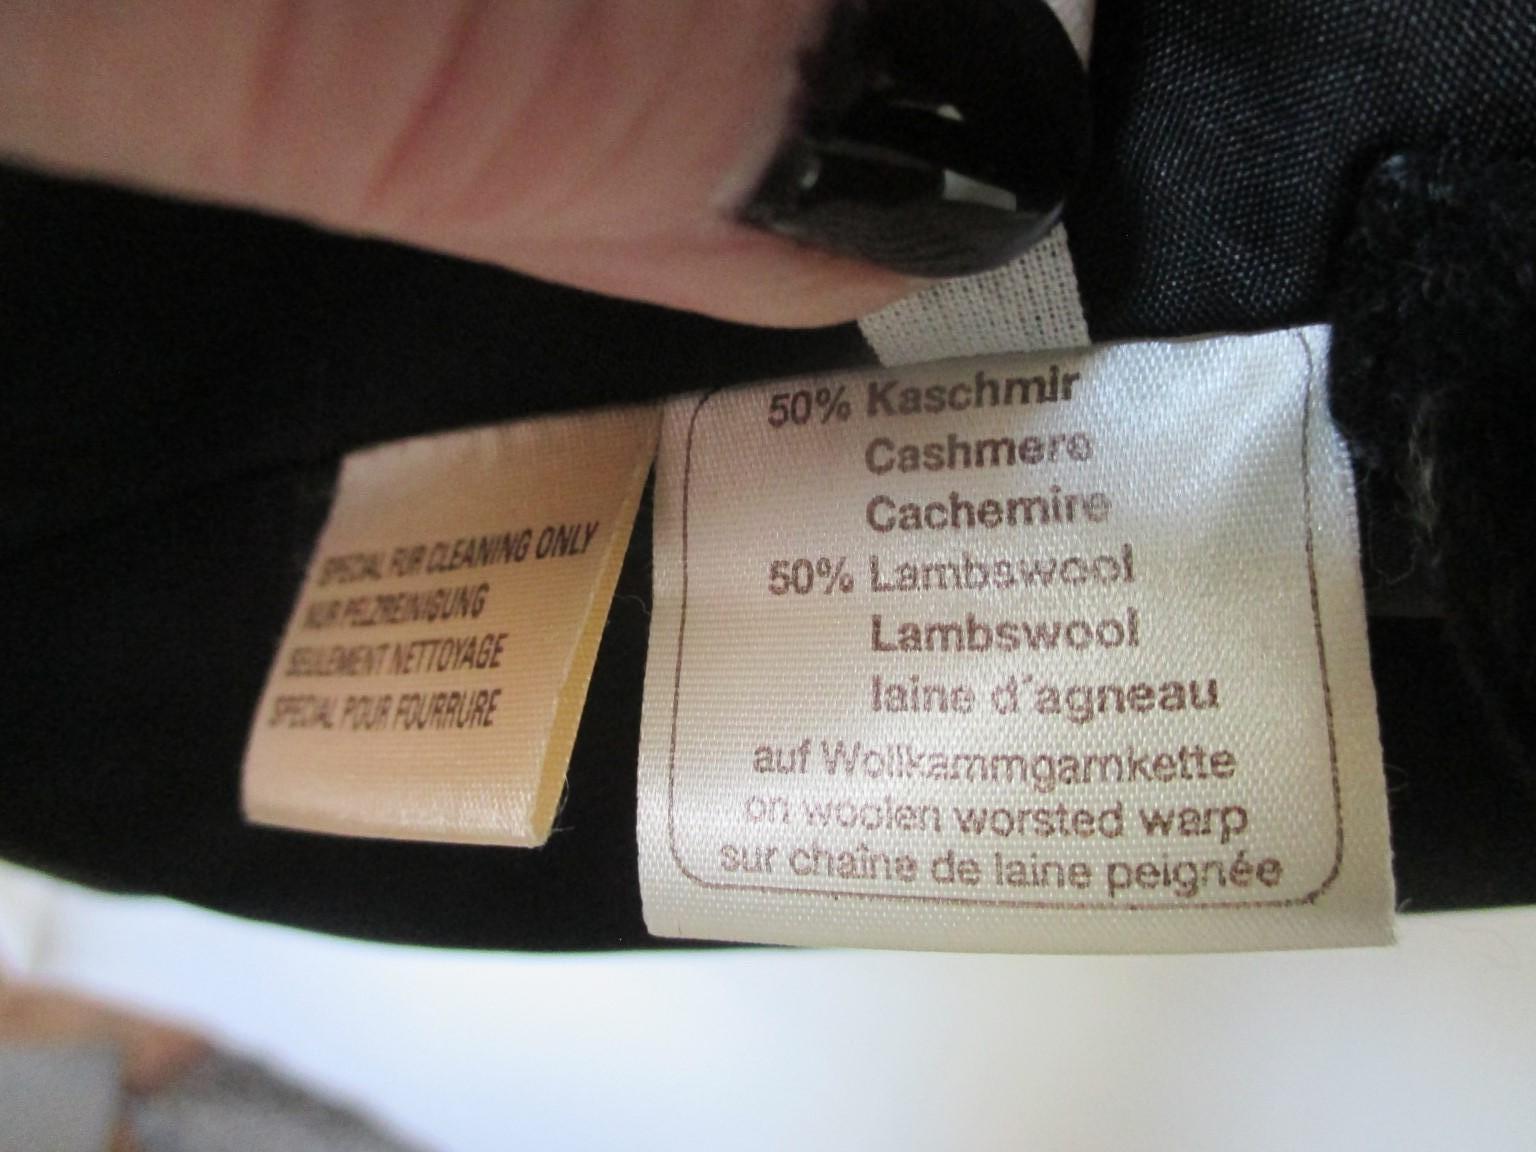 SPECIAL FUR CLEANING ONLY
NUR PELZREINIGUNG
SEULEMENT NETTOYAGE
SPECIAL POUR FOURRURE
50% Kaschmir
Cashmere
Cachemire
50% Lambswool
Lambswool
laine d'agneau
auf Wollkammgarnkette
on woolen worsted warp
sur chaîne de laine peignée